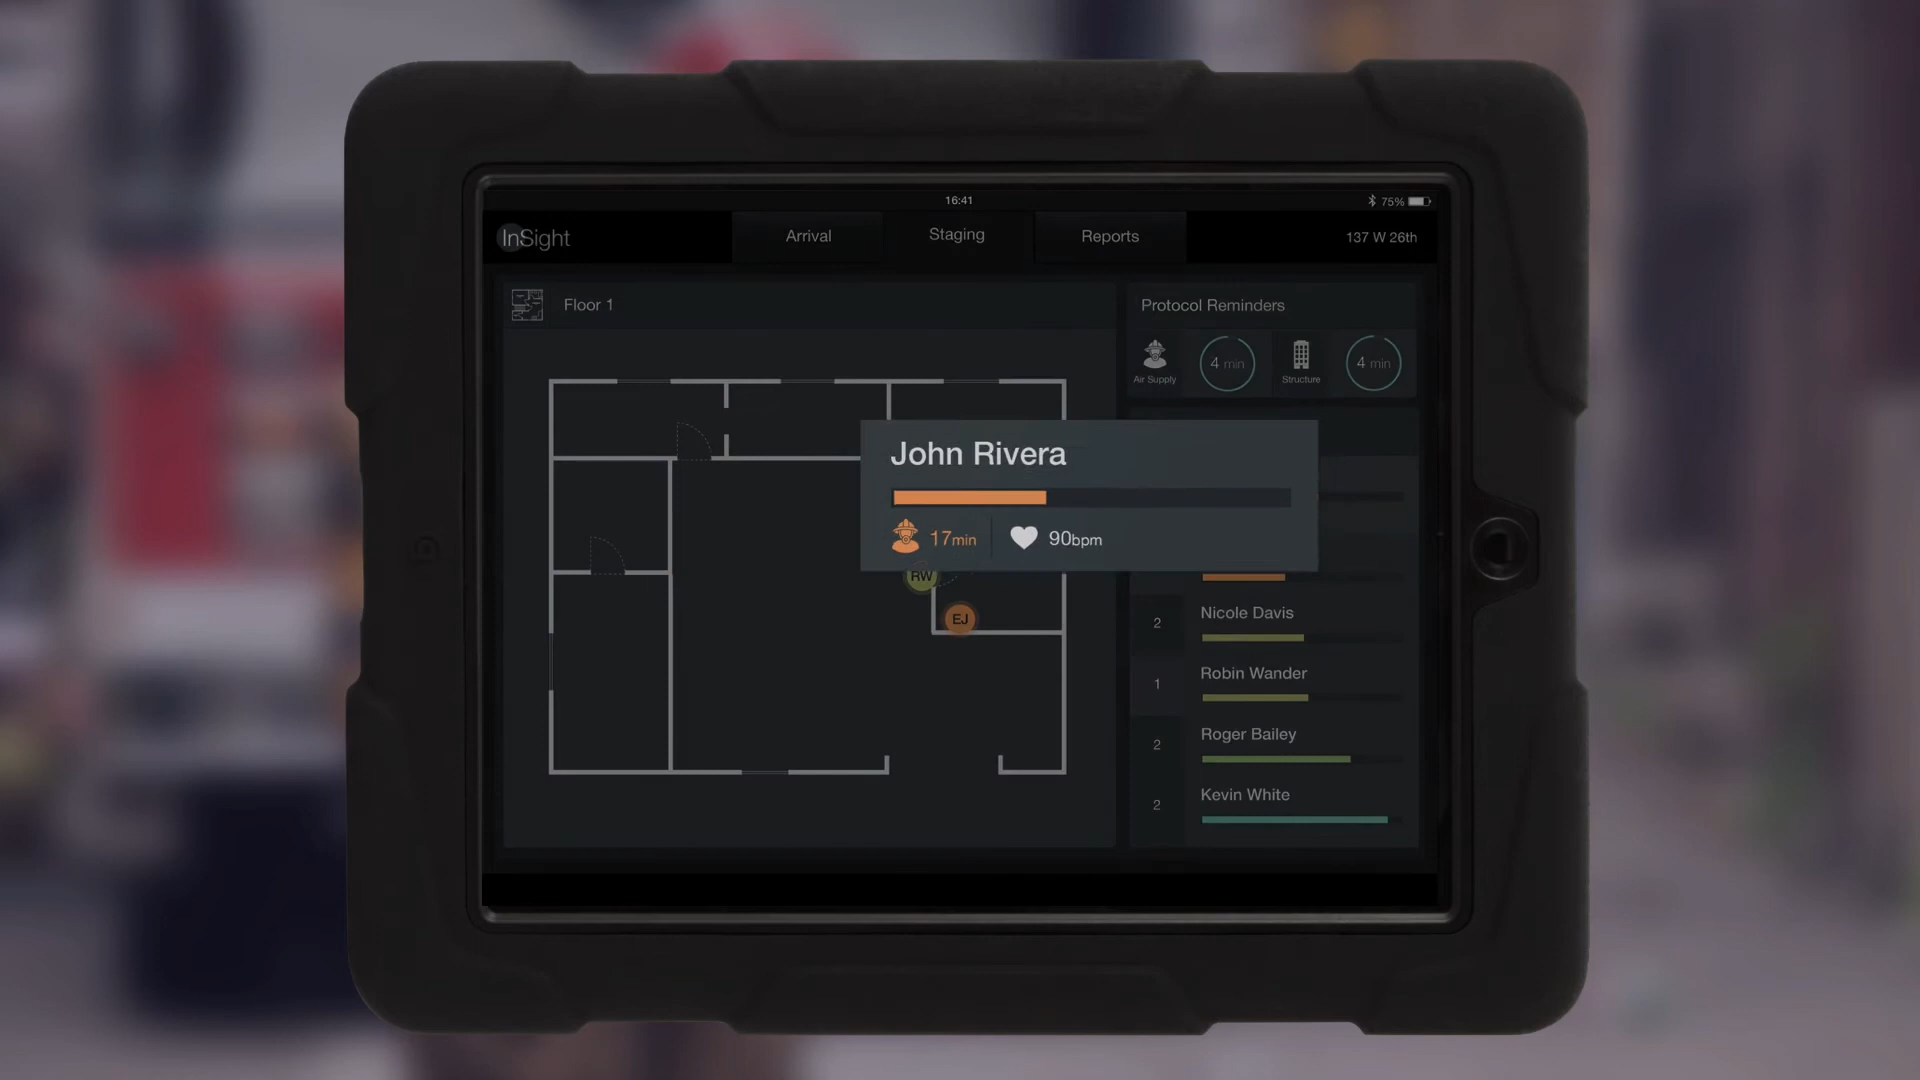 16:41
75%
InSight
Arrival
Staging
Reports
137 W 26th
Floor 1
Protocol Reminders
Air Supply
4 min
Structure
4 min
John Rivera
17min
90bpm
RW
EJ
2
Nicole Davis
1
Robin Wander
2
Roger Bailey
2
Kevin White